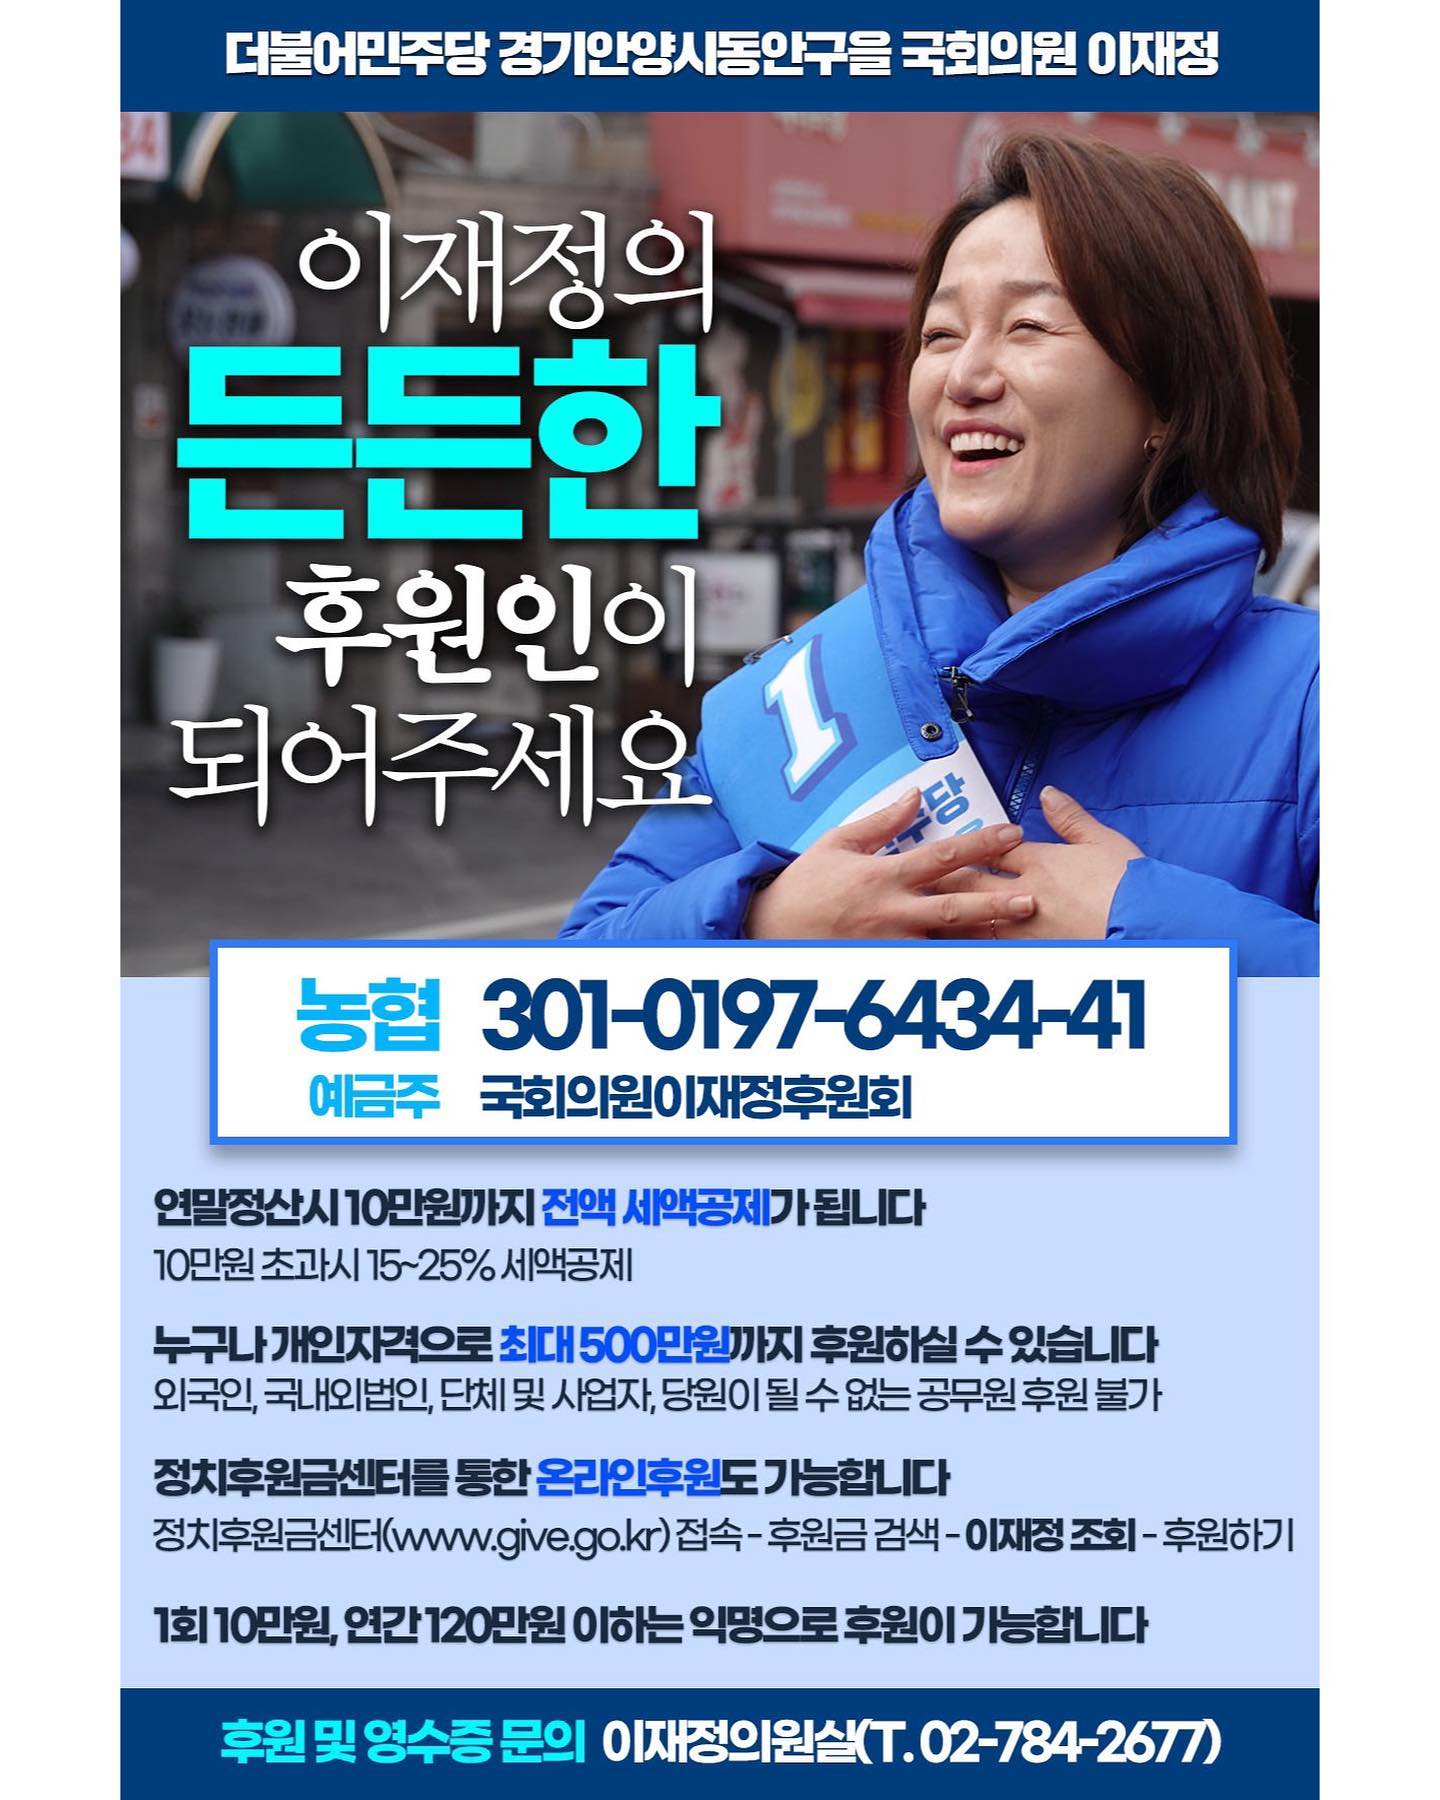 더불어민주당 경기안양시동안구을 국회의원 이재정
이재정의
든든한
후원인이
되어주세요
1
농협 301-0197-6434-41
예금주 국회의원이재정후원회
연말정산시 10만원까지 전액 세액공제가 됩니다
10만원 초과시 15~25% 세액공제
누구나 개인자격으로 최대 500만원까지 후원하실 수 있습니다
외국인, 국내외법인, 단체 및 사업자, 당원이 될 수 없는 공무원 후원 불가
정치후원금센터를 통한 온라인후원도 가능합니다
정치후원금센터(www.give.go.kr) 접속 - 후원금 검색 - 이재정 조회 - 후원하기
1회 10만원, 연간 120만원 이하는 익명으로 후원이 가능합니다
후원 및 영수증 문의 이재정의원실(T. 02-784-2677)